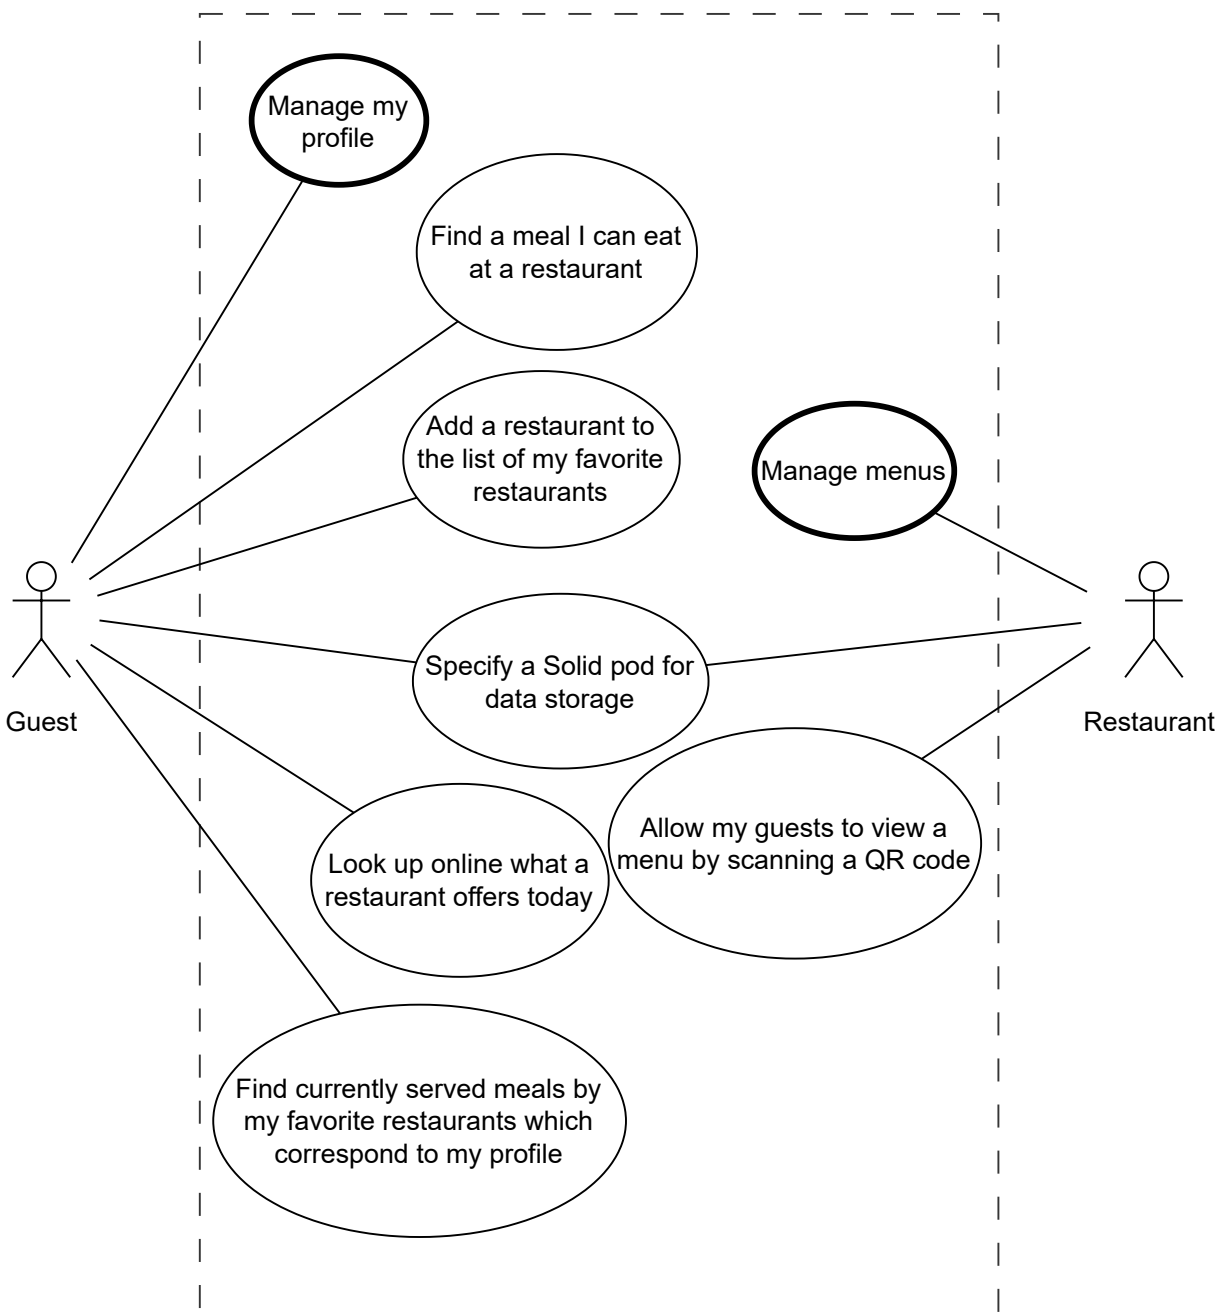 Manage my
profile
Find a meal I can eat
at a restaurant
Add a restaurant to
the list of my favorite
restaurants
Manage menus
Specify a Solid pod for
data storage
Guest
Restaurant
Allow my guests to view a
menu by scanning a QR code
Look up online what a
restaurant offers today
Find currently served meals by
my favorite restaurants which
correspond to my profile